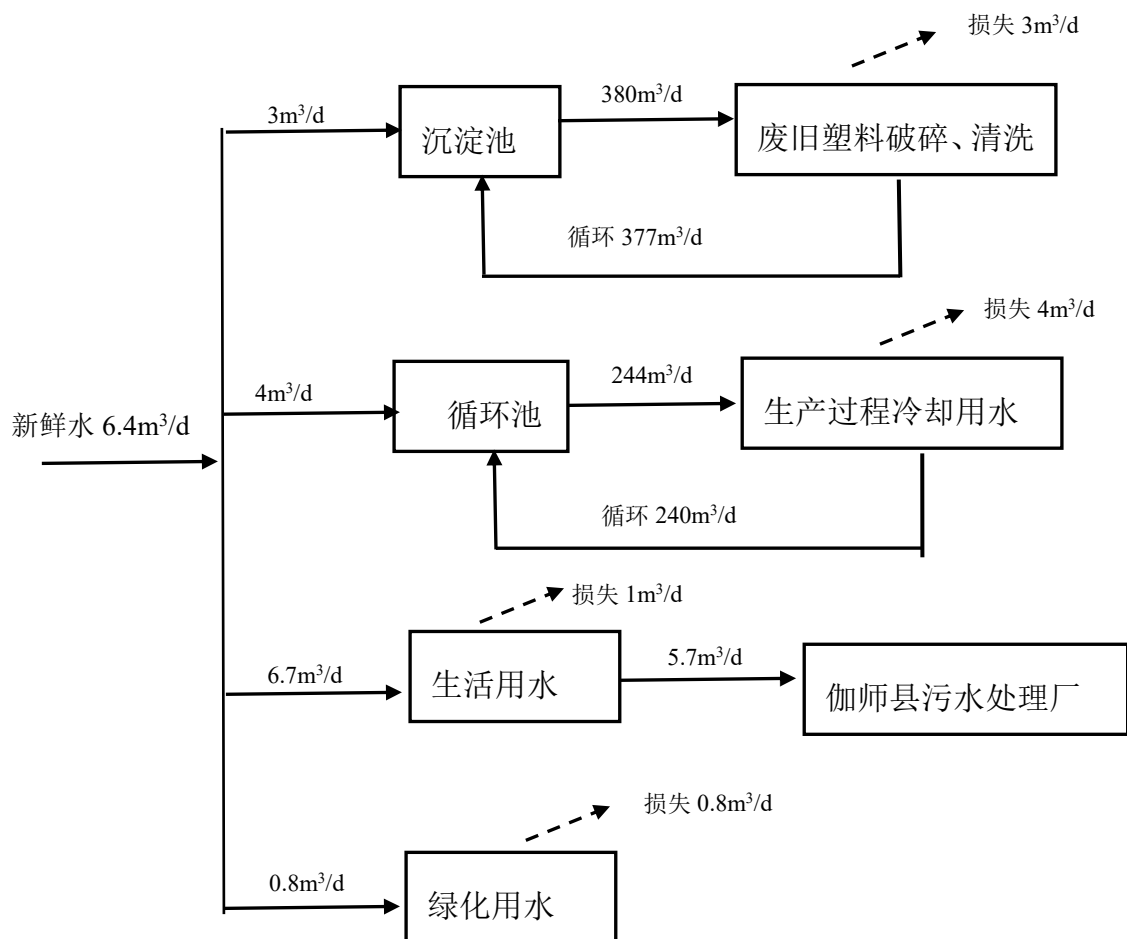 损失 3m³/d
3m³/d
380m³/d
沉淀池
废旧塑料破碎、清洗
循环 377m³/d
损失 4m³/d
4m³/d
244m³/d
新鲜水 6.4m³/d
循环池
生产过程冷却用水
循环 240m³/d
损失 1m³/d
6.7m³/d
5.7m³/d
生活用水
伽师县污水处理厂
损失 0.8m³/d
0.8m³/d
绿化用水